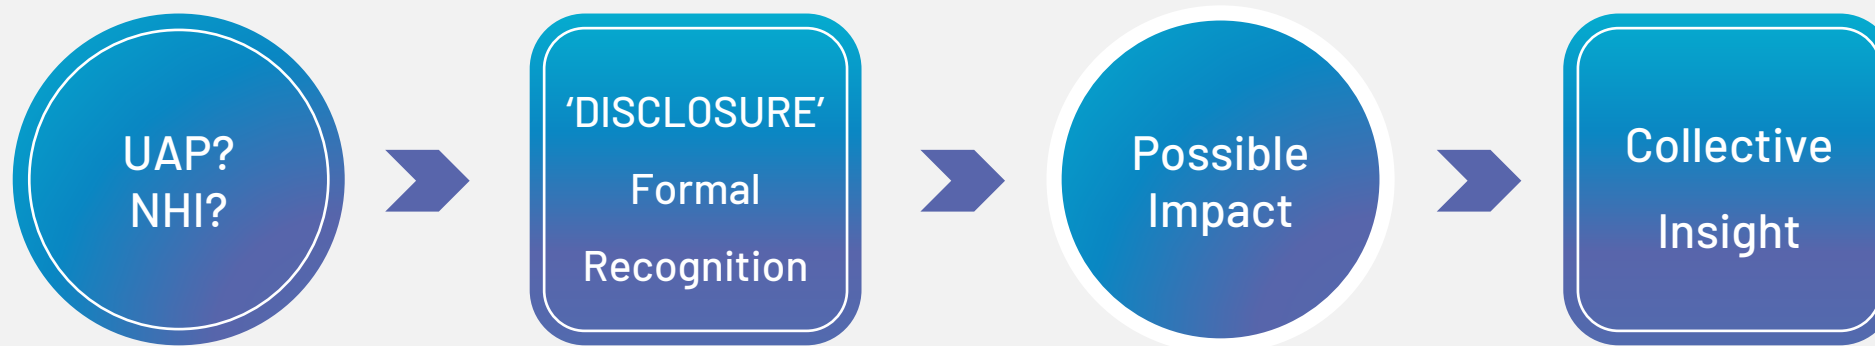 UAP?
NHI?
‘DISCLOSURE’
Formal
Recognition
Possible
Impact
Collective
Insight